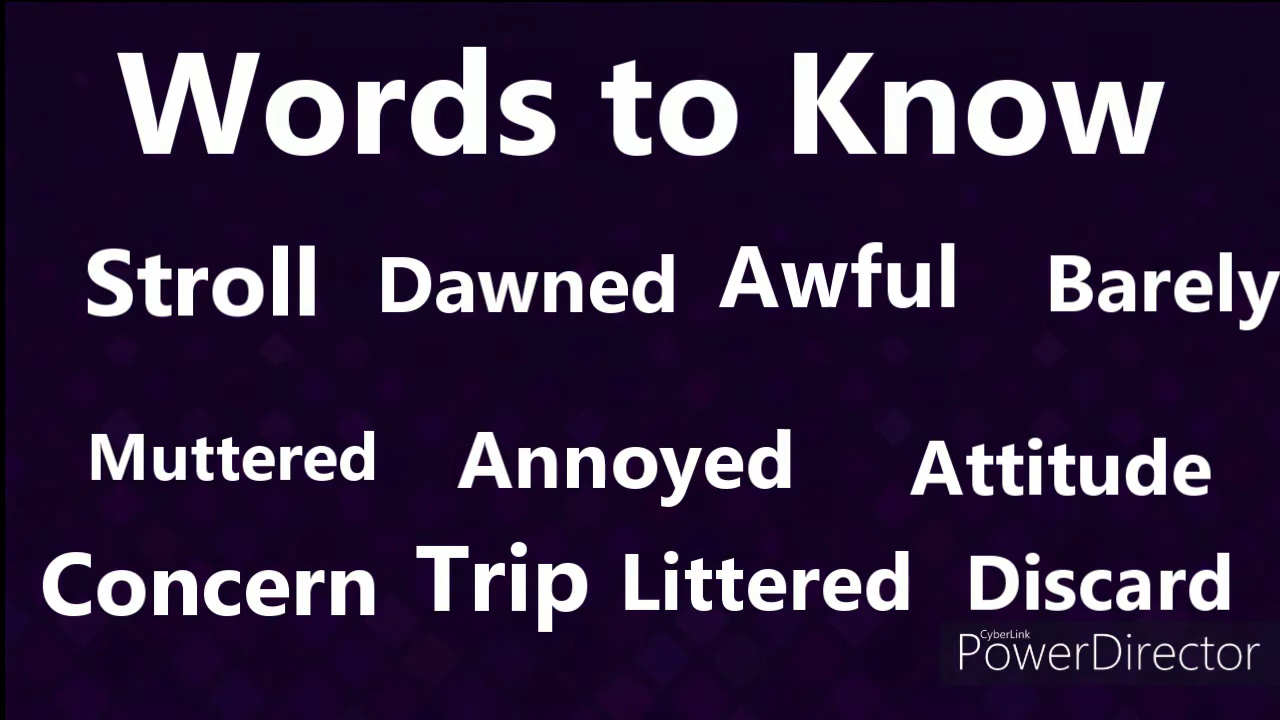 Words to Know
Stroll Dawned Awful Barely
Muttered Annoyed Attitude
Concern Trip Littered Discard
CyberLink
PowerDirector